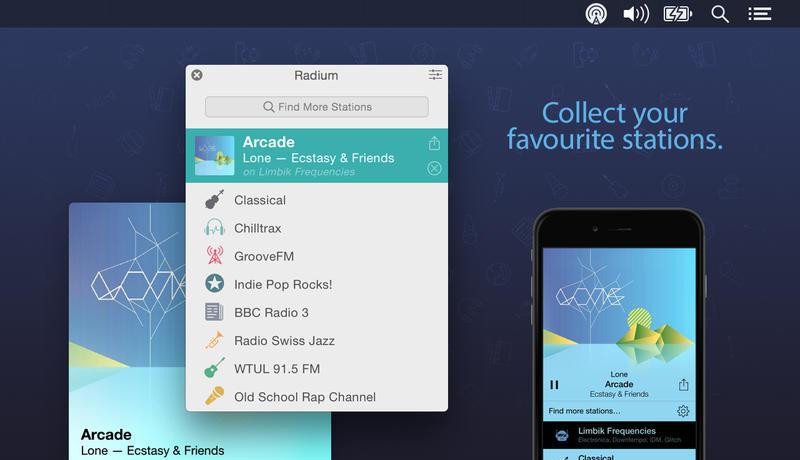 Radium
Find More Stations
Arcade
Lone — Ecstasy & Friends
on Limbik Frequencies
Classical
Chilltrax
GrooveFM
Indie Pop Rocks!
BBC Radio 3
Radio Swiss Jazz
WTUL 91.5 FM
Old School Rap Channel
Arcade
Lone — Ecstasy & Friends
Collect your
favourite stations.
LONE
Lone
Arcade
Ecstasy & Friends
Find more stations...
Limbik Frequencies
Electronica, Downtempo, IDM, Glitch
Classical